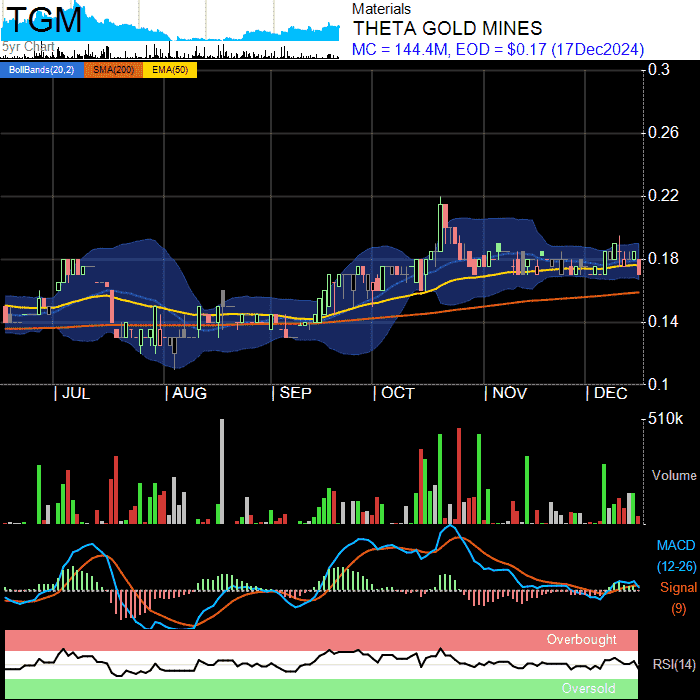 TGM
5yr Chart
Materials
THETA GOLD MINES
MC = 144.4M, EOD = $0.17 (17Dec2024)
BollBands(20,2) SMA(200) EMA(50)
0.3
0.26
0.22
0.18
0.14
0.1
| JUL | AUG | SEP | OCT | NOV | DEC
510k
Volume
MACD
(12-26)
Signal
(9)
Overbought
RSI(14)
Oversold